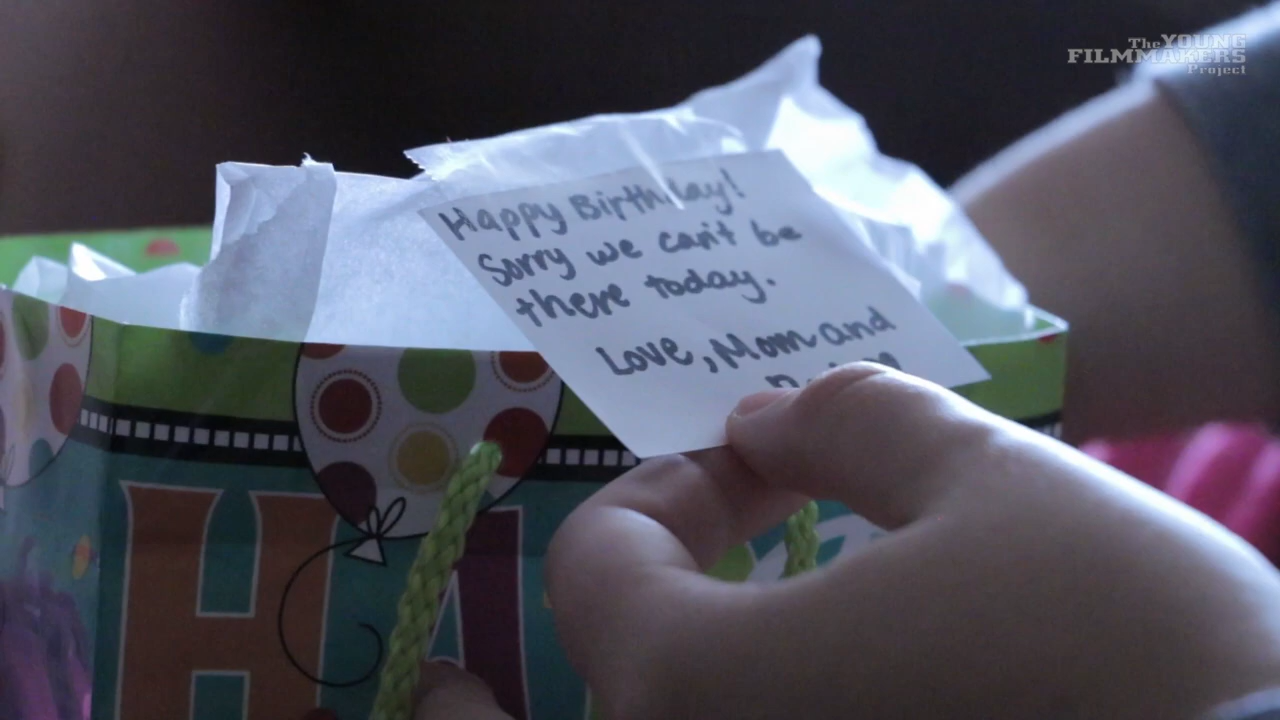 The YOUNG
FILMMAKERS
Project
Happy Birthday!
Sorry we can't be
there today.
Love, Mom and
HA